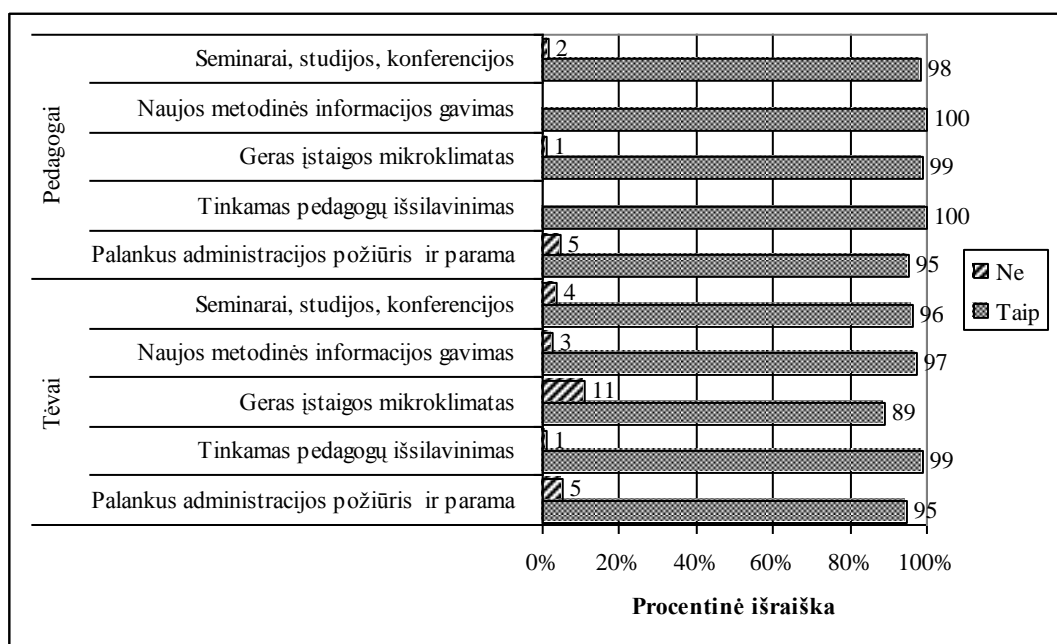 Pedagogai
Seminarai, studijos, konferencijos 2 98
Naujos metodinės informacijos gavimas 100
Geras įstaigos mikroklimatas 1 99
Tinkamas pedagogų išsilavinimas 100
Palankus administracijos požiūris ir parama 5 95
Tėvai
Seminarai, studijos, konferencijos 4 96
Naujos metodinės informacijos gavimas 3 97
Geras įstaigos mikroklimatas 11 89
Tinkamas pedagogų išsilavinimas 1 99
Palankus administracijos požiūris ir parama 5 95
0% 20% 40% 60% 80% 100%
Procentinė išraiška
Ne
Taip